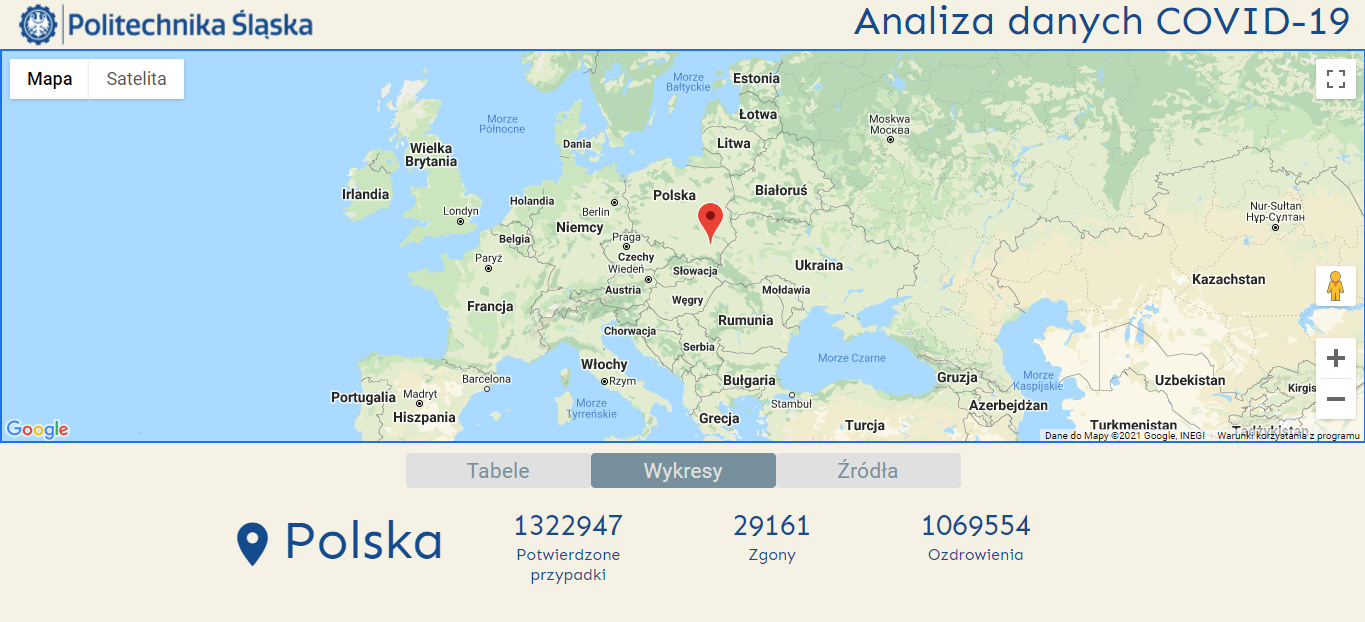 Politechnika Śląska
Analiza danych COVID-19
Mapa
Satelita
Estonia
Morze
Bałtyckie
Łotwa
Morze
Północne
Moskwa
Москва
Dania
Litwa
Wielka
Brytania
Irlandia
Polska
Białoruś
Holandia
Berlin
Londyn
Nur-Sułtan
Нұр-Сұлтан
Niemcy
Belgia
Praga
Paryż
Czechy
Wiedeń
Słowacja
Ukraina
Kazachstan
Austria
Mołdawia
Węgry
Francja
Rumunia
Chorwacja
Serbia
Morze Czarne
Włochy
Barcelona
Rzym
Bułgaria
Gruzja
Morze
Kaspijskie
Uzbekistan
Kirgis
Portugalia
Madryt
Hiszpania
Morze
Tyrreńskie
Stambuł
Azerbejdżan
Grecja
Turcja
Turkmenistan
Tadżykistan
Google
Dane do Mapy ©2021 Google, INEGI
Warunki korzystania z programu
Tabele
Wykresy
Źródła
Polska
1322947
Potwierdzone
przypadki
29161
Zgony
1069554
Ozdrowienia